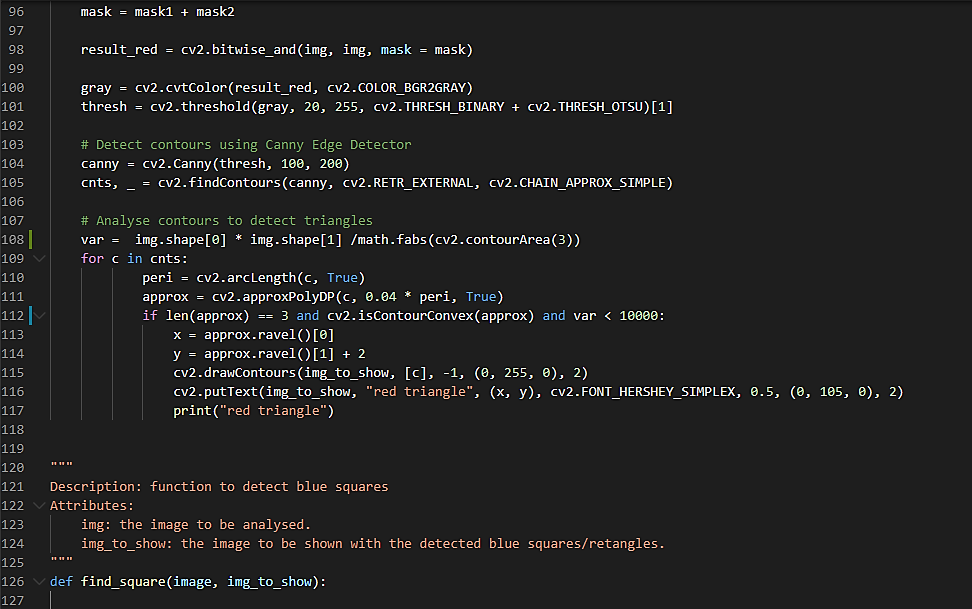 96 mask = mask1 + mask2
97
98 result_red = cv2.bitwise_and(img, img, mask = mask)
99
100 gray = cv2.cvtColor(result_red, cv2.COLOR_BGR2GRAY)
101 thresh = cv2.threshold(gray, 20, 255, cv2.THRESH_BINARY + cv2.THRESH_OTSU)[1]
102
103 # Detect contours using Canny Edge Detector
104 canny = cv2.Canny(thresh, 100, 200)
105 cnts, _ = cv2.findContours(canny, cv2.RETR_EXTERNAL, cv2.CHAIN_APPROX_SIMPLE)
106
107 # Analyse contours to detect triangles
108 var =  img.shape[0] * img.shape[1] /math.fabs(cv2.contourArea(3))
109 for c in cnts:
110 peri = cv2.arcLength(c, True)
111 approx = cv2.approxPolyDP(c, 0.04 * peri, True)
112 if len(approx) == 3 and cv2.isContourConvex(approx) and var < 10000:
113 x = approx.ravel()[0]
114 y = approx.ravel()[1] + 2
115 cv2.drawContours(img_to_show, [c], -1, (0, 255, 0), 2)
116 cv2.putText(img_to_show, "red triangle", (x, y), cv2.FONT_HERSHEY_SIMPLEX, 0.5, (0, 105, 0), 2)
117 print("red triangle")
118
119
120 """
121 Description: function to detect blue squares
122 Attributes:
123 img: the image to be analysed.
124 img_to_show: the image to be shown with the detected blue squares/retangles.
125 """
126 def find_square(image, img_to_show):
127